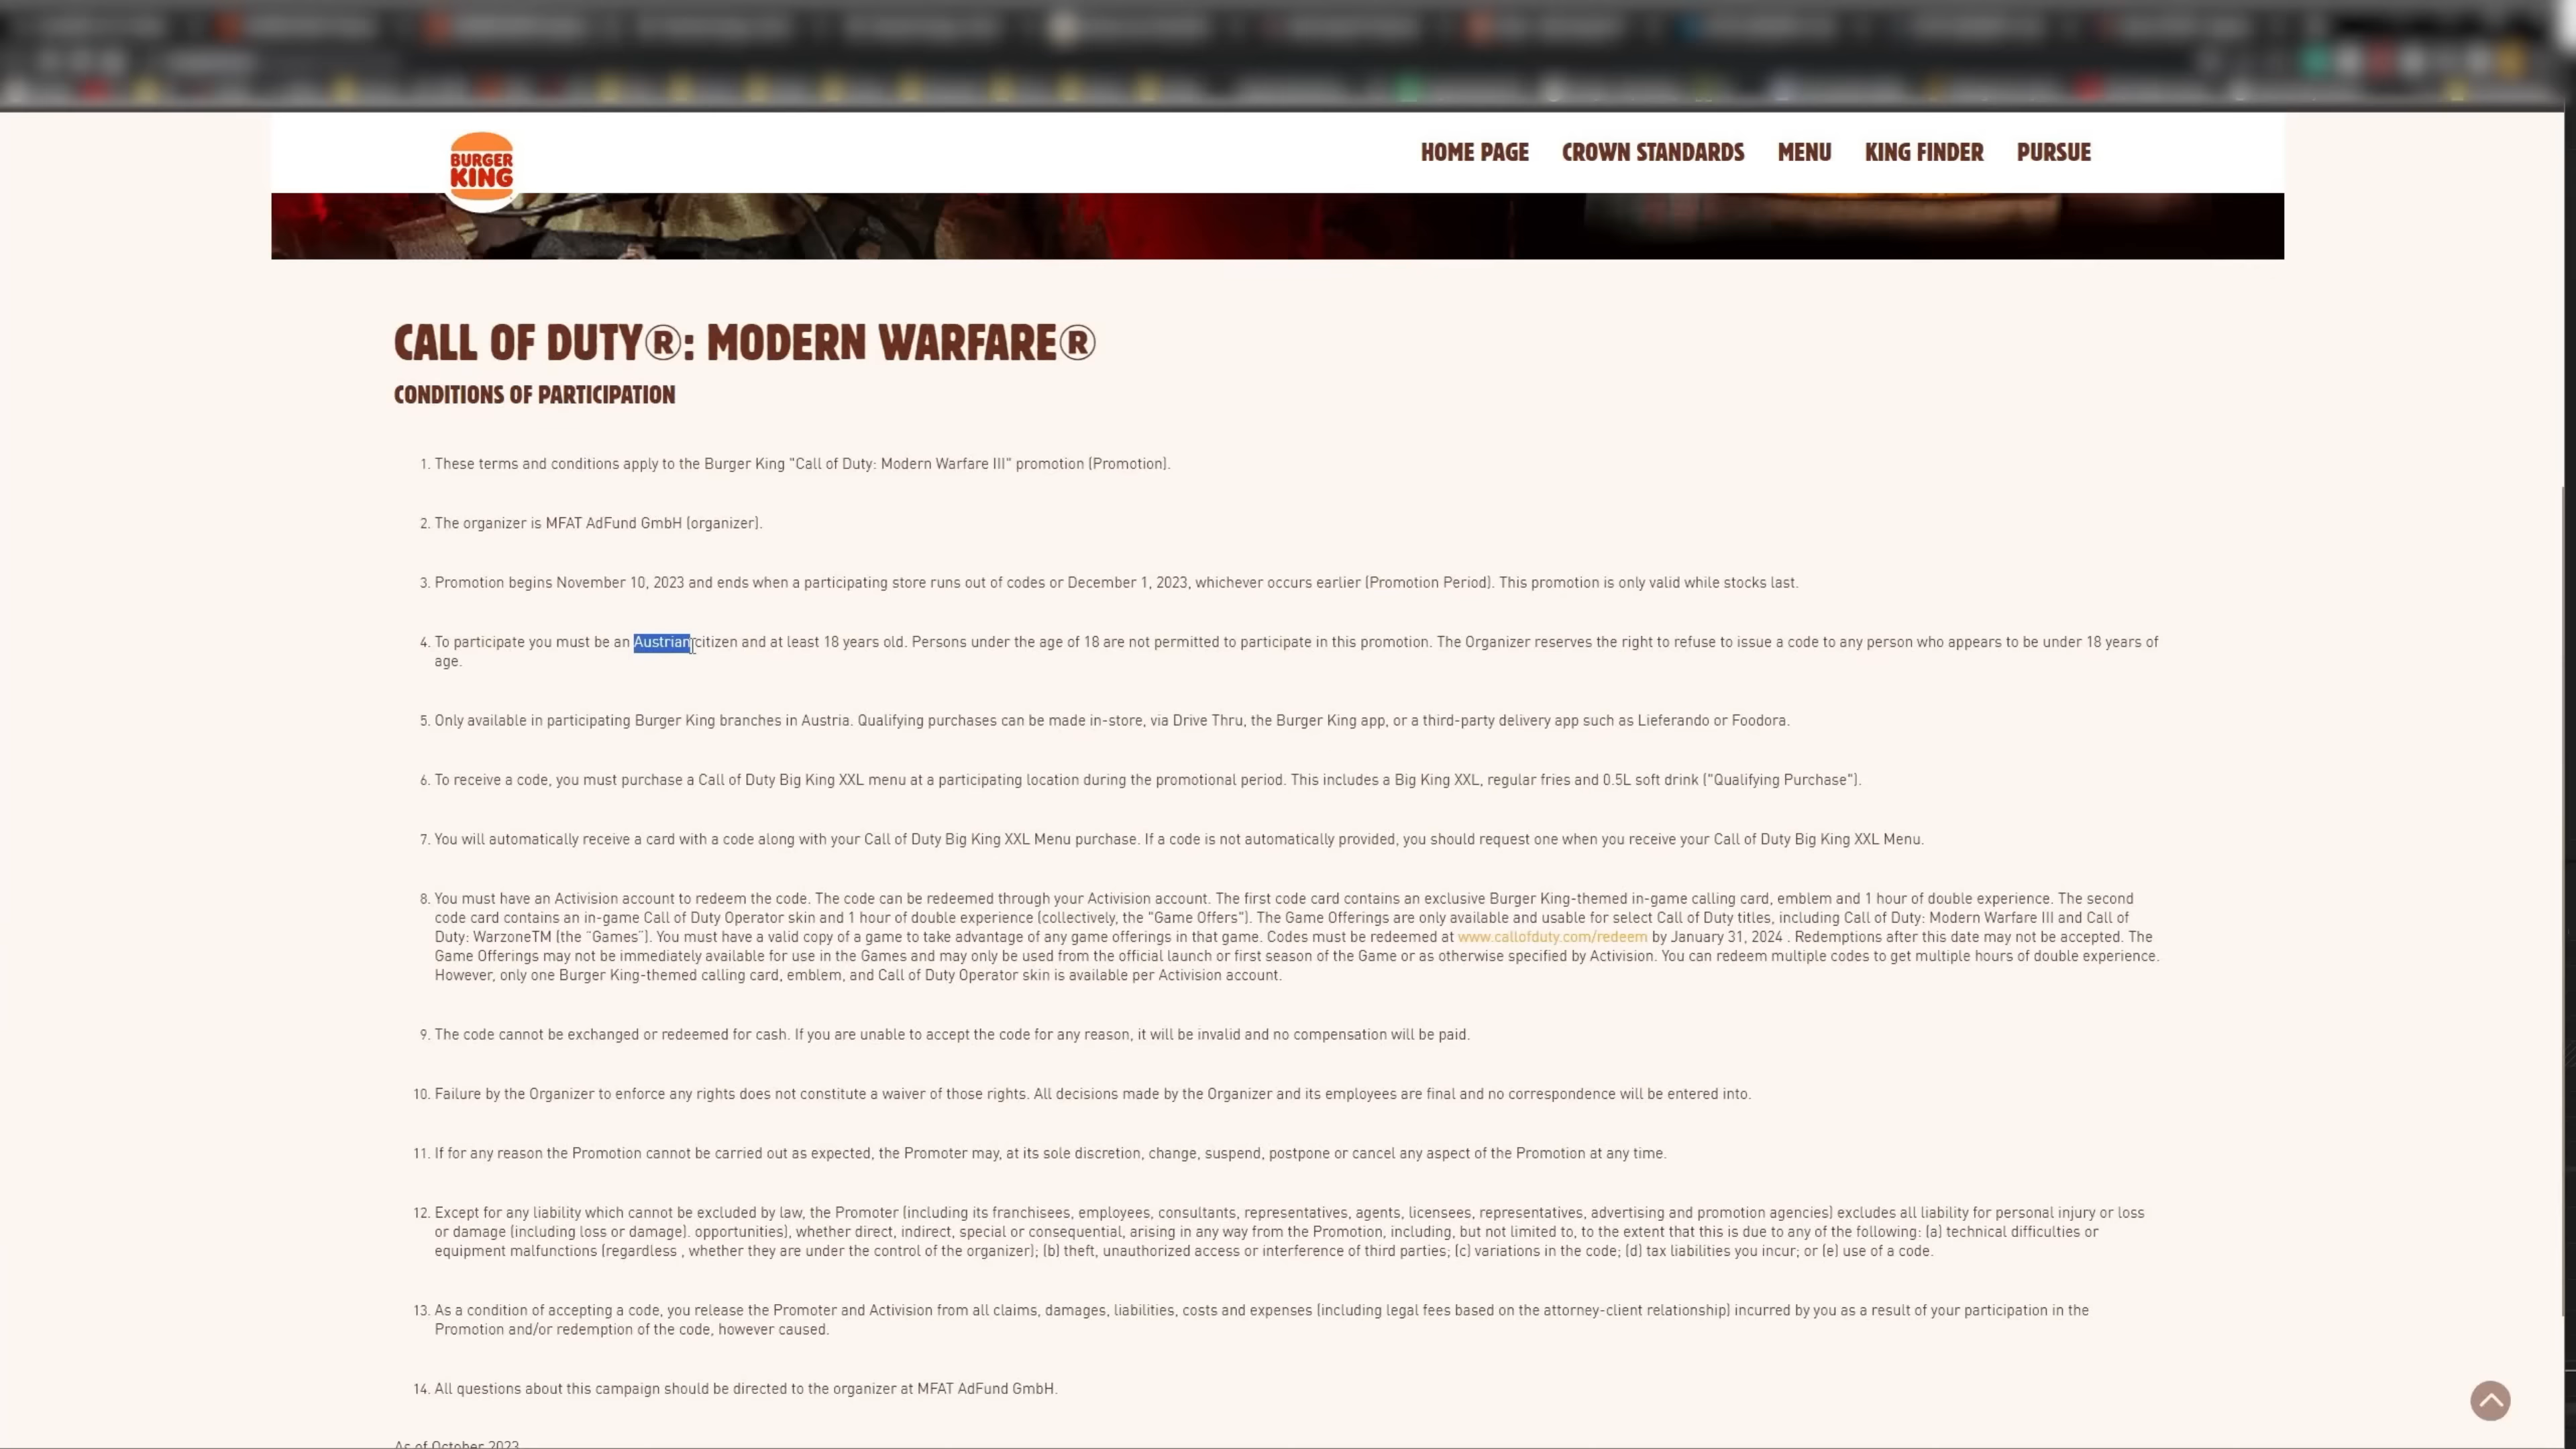 BURGER
KING
HOME PAGE CROWN STANDARDS MENU KING FINDER PURSUE
CALL OF DUTY®: MODERN WARFARE®
CONDITIONS OF PARTICIPATION
1. These terms and conditions apply to the Burger King "Call of Duty: Modern Warfare III" promotion (Promotion).
2. The organizer is MFAT AdFund GmbH (organizer).
3. Promotion begins November 10, 2023 and ends when a participating store runs out of codes or December 1, 2023, whichever occurs earlier (Promotion Period). This promotion is only valid while stocks last.
4. To participate you must be an Austrian citizen and at least 18 years old. Persons under the age of 18 are not permitted to participate in this promotion. The Organizer reserves the right to refuse to issue a code to any person who appears to be under 18 years of
age.
5. Only available in participating Burger King branches in Austria. Qualifying purchases can be made in-store, via Drive Thru, the Burger King app, or a third-party delivery app such as Lieferando or Foodora.
6. To receive a code, you must purchase a Call of Duty Big King XXL menu at a participating location during the promotional period. This includes a Big King XXL, regular fries and 0.5L soft drink ("Qualifying Purchase").
7. You will automatically receive a card with a code along with your Call of Duty Big King XXL Menu purchase. If a code is not automatically provided, you should request one when you receive your Call of Duty Big King XXL Menu.
8. You must have an Activision account to redeem the code. The code can be redeemed through your Activision account. The first code card contains an exclusive Burger King-themed in-game calling card, emblem and 1 hour of double experience. The second
code card contains an in-game Call of Duty Operator skin and 1 hour of double experience (collectively, the "Game Offers"). The Game Offerings are only available and usable for select Call of Duty titles, including Call of Duty: Modern Warfare III and Call of
Duty: WarzoneTM (the ¨Games¨). You must have a valid copy of a game to take advantage of any game offerings in that game. Codes must be redeemed at www.callofduty.com/redeem by January 31, 2024 . Redemptions after this date may not be accepted. The
Game Offerings may not be immediately available for use in the Games and may only be used from the official launch or first season of the Game or as otherwise specified by Activision. You can redeem multiple codes to get multiple hours of double experience.
However, only one Burger King-themed calling card, emblem, and Call of Duty Operator skin is available per Activision account.
9. The code cannot be exchanged or redeemed for cash. If you are unable to accept the code for any reason, it will be invalid and no compensation will be paid.
10. Failure by the Organizer to enforce any rights does not constitute a waiver of those rights. All decisions made by the Organizer and its employees are final and no correspondence will be entered into.
11. If for any reason the Promotion cannot be carried out as expected, the Promoter may, at its sole discretion, change, suspend, postpone or cancel any aspect of the Promotion at any time.
12. Except for any liability which cannot be excluded by law, the Promoter (including its franchisees, employees, consultants, representatives, agents, licensees, representatives, advertising and promotion agencies) excludes all liability for personal injury or loss
or damage (including loss or damage). opportunities), whether direct, indirect, special or consequential, arising in any way from the Promotion, including, but not limited to, to the extent that this is due to any of the following: (a) technical difficulties or
equipment malfunctions (regardless , whether they are under the control of the organizer); (b) theft, unauthorized access or interference of third parties; (c) variations in the code; (d) tax liabilities you incur; or (e) use of a code.
13. As a condition of accepting a code, you release the Promoter and Activision from all claims, damages, liabilities, costs and expenses (including legal fees based on the attorney-client relationship) incurred by you as a result of your participation in the
Promotion and/or redemption of the code, however caused.
14. All questions about this campaign should be directed to the organizer at MFAT AdFund GmbH.
As of October 2023